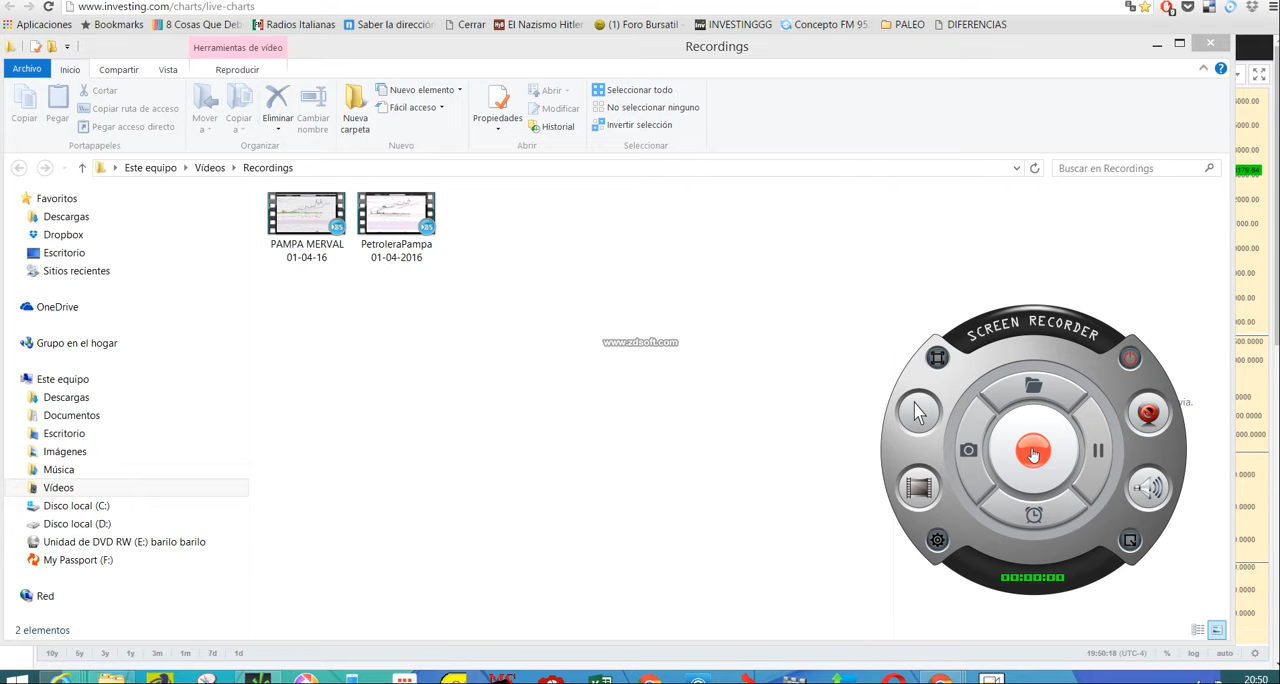 www.investing.com/charts/live-charts
Aplicaciones Bookmarks 8 Cosas Que Deb Radios Italianas Saber la direcció Cerrar El Nazismo Hitler (1) Foro Bursatil - INVESTINGGG Concepto FM 95. PALEO DIFERENCIAS
Herramientas de vídeo
Recordings
Archivo Inicio Compartir Vista Reproducir
Copiar
Pegar
Cortar
Copiar ruta de acceso
Pegar acceso directo
Portapapeles
Mover
a
Copiar
a
Eliminar
Cambiar
nombre
Organizar
Nueva
carpeta
Nuevo elemento
Fácil acceso
Nuevo
Propiedades
Abrir
Modificar
Historial
Abrir
Seleccionar todo
No seleccionar ninguno
Invertir selección
Seleccionar
Este equipo Vídeos Recordings
Buscar en Recordings
Favoritos
Descargas
Dropbox
Escritorio
Sitios recientes
OneDrive
Grupo en el hogar
Este equipo
Descargas
Documentos
Escritorio
Imágenes
Música
Vídeos
Disco local (C:)
Disco local (D:)
Unidad de DVD RW (E:) barilo barilo
My Passport (F:)
Red
2 elementos
PAMPA MERVAL
01-04-16
PetroleraPampa
01-04-2016
www.zdsoft.com
SCREEN RECORDER
00:00:00
via.
10y 5y 3y 1y 3m 1m 7d 1d
19:50:18 (UTC-4) % log auto
20:50